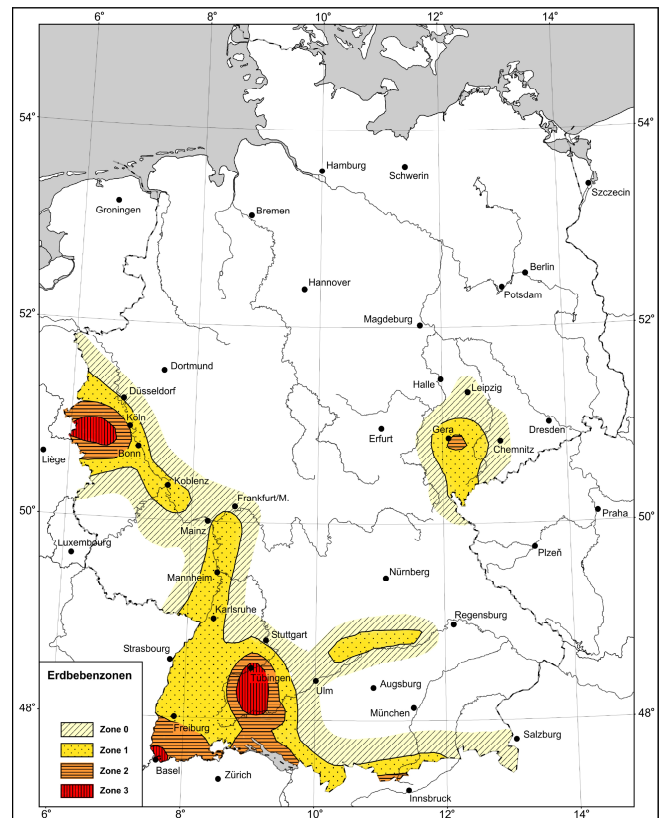 6° 8° 10° 12° 14°
54° 54°
Hamburg
Schwerin
Szczecin
Groningen
Bremen
Berlin
Hannover
Potsdam
52° 52°
Magdeburg
Dortmund
Halle
Leipzig
Düsseldorf
Köln
Gera
Dresden
Erfurt
Chemnitz
Bonn
Liège
Koblenz
Frankfurt/M.
50° 50°
Praha
Mainz
Luxembourg
Plzeň
Nürnberg
Mannheim
Karlsruhe
Regensburg
Stuttgart
Strasbourg
Tübingen
Ulm
Augsburg
München
48° 48°
Freiburg
Salzburg
Basel
Zürich
Innsbruck
Erdbebenzonen
Zone 0
Zone 1
Zone 2
Zone 3
6° 8° 10° 12° 14°